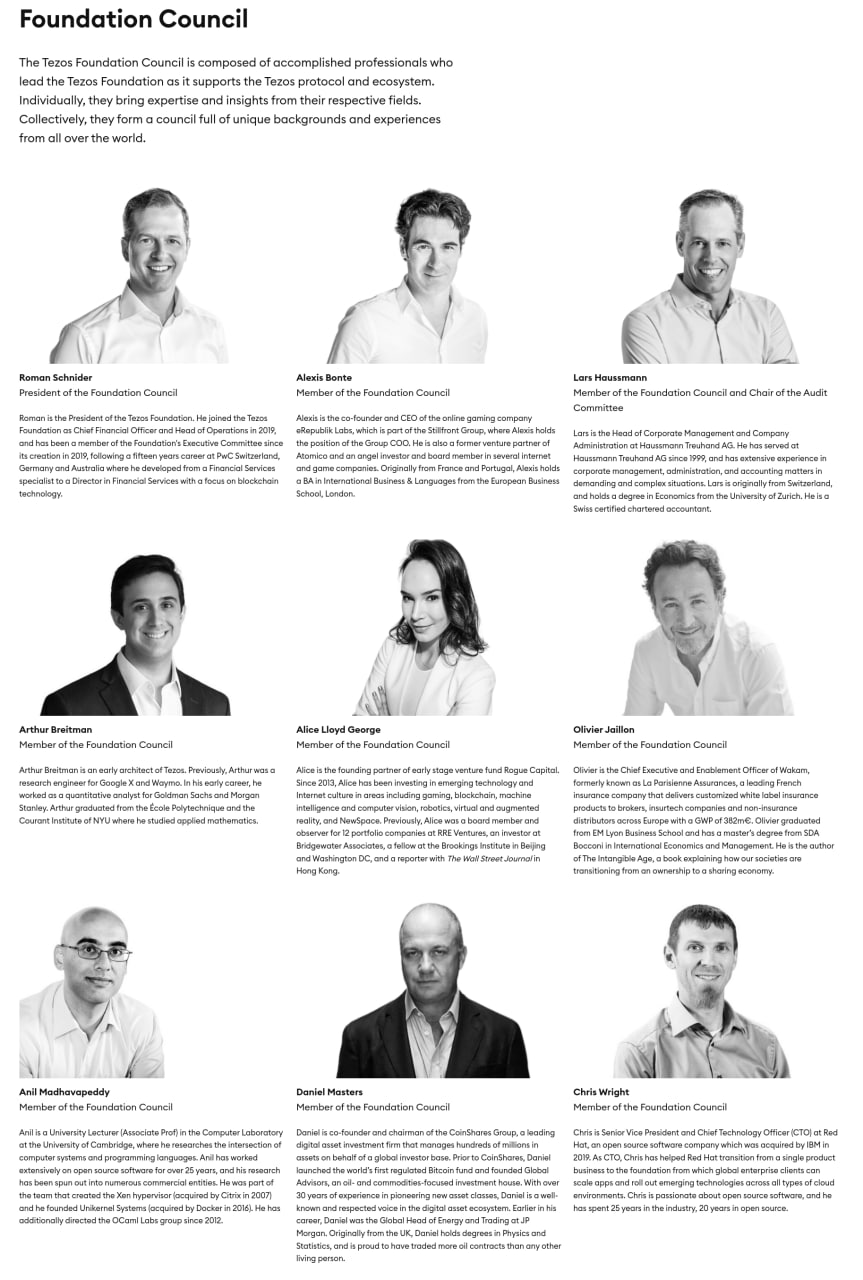 Foundation Council
The Tezos Foundation Council is composed of accomplished professionals who
lead the Tezos Foundation as it supports the Tezos protocol and ecosystem.
Individually, they bring expertise and insights from their respective fields.
Collectively, they form a council full of unique backgrounds and experiences
from all over the world.
Roman Schnider
President of the Foundation Council
Roman is the President of the Tezos Foundation. He joined the Tezos
Foundation as Chief Financial Officer and Head of Operations in 2019,
and has been a member of the Foundation's Executive Committee since
its creation in 2019, following a fifteen years career at PwC Switzerland,
Germany and Australia where he developed from a Financial Services
specialist to a Director in Financial Services with a focus on blockchain
technology.
Alexis Bonte
Member of the Foundation Council
Alexis is the co-founder and CEO of the online gaming company
eRepublik Labs, which is part of the Stillfront Group, where Alexis holds
the position of the Group COO. He is also a former venture partner of
Atomico and an angel investor and board member in several internet
and game companies. Originally from France and Portugal, Alexis holds
a BA in International Business & Languages from the European Business
School, London.
Lars Haussmann
Member of the Foundation Council and Chair of the Audit
Committee
Lars is the Head of Corporate Management and Company
Administration at Haussmann Treuhand AG. He has served at
Haussmann Treuhand AG since 1999, and has extensive experience in
corporate management, administration, and accounting matters in
demanding and complex situations. Lars is originally from Switzerland,
and holds a degree in Economics from the University of Zurich. He is a
Swiss certified chartered accountant.
Arthur Breitman
Member of the Foundation Council
Arthur Breitman is an early architect of Tezos. Previously, Arthur was a
research engineer for Google X and Waymo. In his early career, he
worked as a quantitative analyst for Goldman Sachs and Morgan
Stanley. Arthur graduated from the École Polytechnique and the
Courant Institute of NYU where he studied applied mathematics.
Alice Lloyd George
Member of the Foundation Council
Alice is the founding partner of early stage venture fund Rogue Capital.
Since 2013, Alice has been investing in emerging technology and
Internet culture in areas including gaming, blockchain, machine
intelligence and computer vision, robotics, virtual and augmented
reality, and NewSpace. Previously, Alice was a board member and
observer for 12 portfolio companies at RRE Ventures, an investor at
Bridgewater Associates, a fellow at the Brookings Institute in Beijing
and Washington DC, and a reporter with The Wall Street Journal in
Hong Kong.
Olivier Jaillon
Member of the Foundation Council
Olivier is the Chief Executive and Enablement Officer of Wakam,
formerly known as La Parisienne Assurances, a leading French
insurance company that delivers customized white label insurance
products to brokers, insurtech companies and non-insurance
distributors across Europe with a GWP of 382m€. Olivier graduated
from EM Lyon Business School and has a master's degree from SDA
Bocconi in International Economics and Management. He is the author
of The Intangible Age, a book explaining how our societies are
transitioning from an ownership to a sharing economy.
Anil Madhavapeddy
Member of the Foundation Council
Anil is a University Lecturer (Associate Prof) in the Computer Laboratory
at the University of Cambridge, where he researches the intersection of
computer systems and programming languages. Anil has worked
extensively on open source software for over 25 years, and his research
has been spun out into numerous commercial entities. He was part of
the team that created the Xen hypervisor (acquired by Citrix in 2007)
and he founded Unikernel Systems (acquired by Docker in 2016). He has
additionally directed the OCaml Labs group since 2012.
Daniel Masters
Member of the Foundation Council
Daniel is co-founder and chairman of the CoinShares Group, a leading
digital asset investment firm that manages hundreds of millions in
assets on behalf of a global investor base. Prior to CoinShares, Daniel
launched the world's first regulated Bitcoin fund and founded Global
Advisors, an oil- and commodities-focused investment house. With over
30 years of experience in pioneering new asset classes, Daniel is a well-
known and respected voice in the digital asset ecosystem. Earlier in his
career, Daniel was the Global Head of Energy and Trading at JP
Morgan. Originally from the UK, Daniel holds degrees in Physics and
Statistics, and is proud to have traded more oil contracts than any other
living person.
Chris Wright
Member of the Foundation Council
Chris is Senior Vice President and Chief Technology Officer (CTO) at Red
Hat, an open source software company which was acquired by IBM in
2019. As CTO, Chris has helped Red Hat transition from a single product
business to the foundation from which global enterprise clients can
scale apps and roll out emerging technologies across all types of cloud
environments. Chris is passionate about open source software, and he
has spent 25 years in the industry, 20 years in open source.